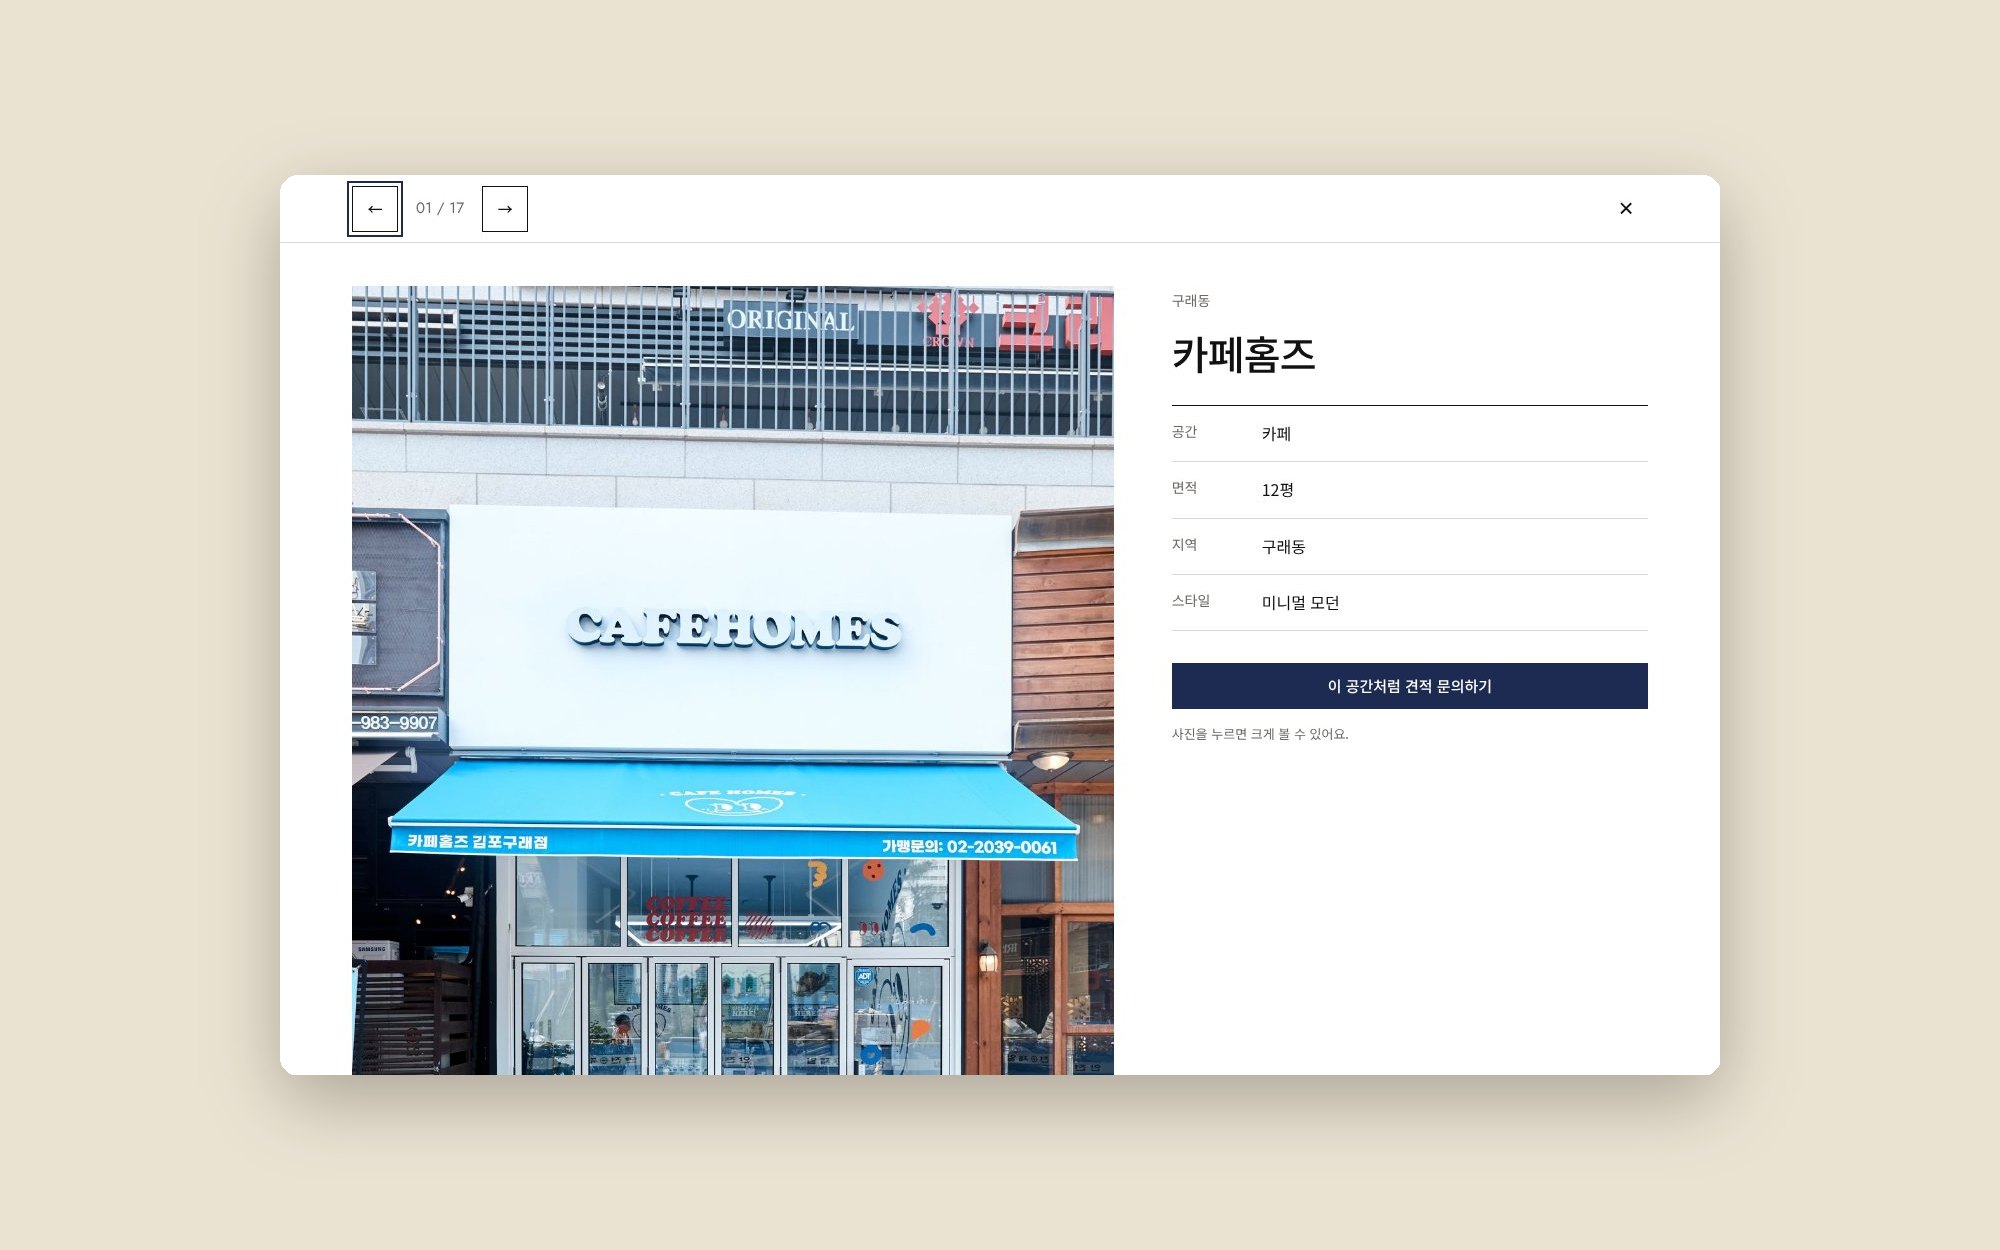 ←
01 / 17
→
✕
ORIGINAL
CROWN
CAFEHOMES
-983-9907
CAFE HOMES
카페홈즈 김포구래점
가맹문의: 02-2039-0061
COFFEE
COFFEE
COFFEE
SAMSUNG
ADT
구래동
카페홈즈
공간 카페
면적 12평
지역 구래동
스타일 미니멀 모던
이 공간처럼 견적 문의하기
사진을 누르면 크게 볼 수 있어요.